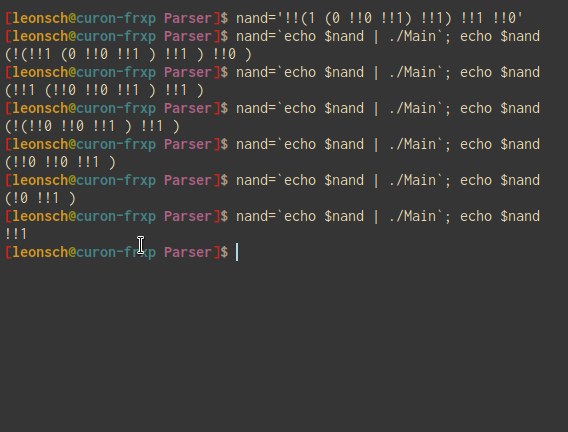 [leonsch@curon-frxp Parser]$ nand='!!(1 (0 !!0 !!1) !!1) !!1 !!0'
[leonsch@curon-frxp Parser]$ nand=`echo $nand | ./Main`; echo $nand
(!(!!1 (0 !!0 !!1 ) !!1 ) !!0 )
[leonsch@curon-frxp Parser]$ nand=`echo $nand | ./Main`; echo $nand
(!!1 (!!0 !!0 !!1 ) !!1 )
[leonsch@curon-frxp Parser]$ nand=`echo $nand | ./Main`; echo $nand
(!(!!0 !!0 !!1 ) !!1 )
[leonsch@curon-frxp Parser]$ nand=`echo $nand | ./Main`; echo $nand
(!!0 !!0 !!1 )
[leonsch@curon-frxp Parser]$ nand=`echo $nand | ./Main`; echo $nand
(!0 !!1 )
[leonsch@curon-frxp Parser]$ nand=`echo $nand | ./Main`; echo $nand
!!1
[leonsch@curon-frxp Parser]$